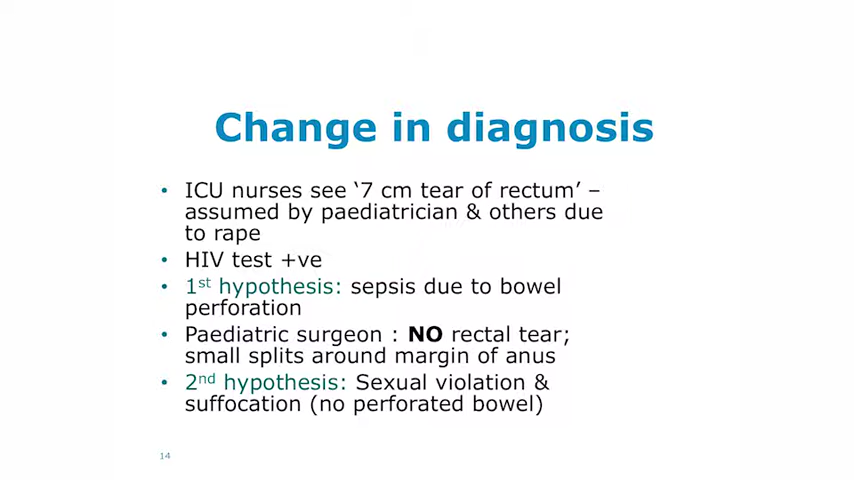 Change in diagnosis
• ICU nurses see ‘7 cm tear of rectum’ –
assumed by paediatrician & others due
to rape
• HIV test +ve
• 1st hypothesis: sepsis due to bowel
perforation
• Paediatric surgeon : NO rectal tear;
small splits around margin of anus
• 2nd hypothesis: Sexual violation &
suffocation (no perforated bowel)
14